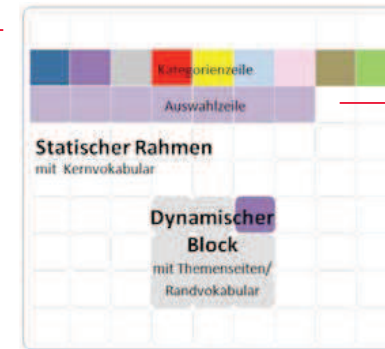 Kategorienzeile
Auswahlzeile
Statischer Rahmen
mit Kernvokabular
Dynamischer
Block
mit Themenseiten/
Randvokabular